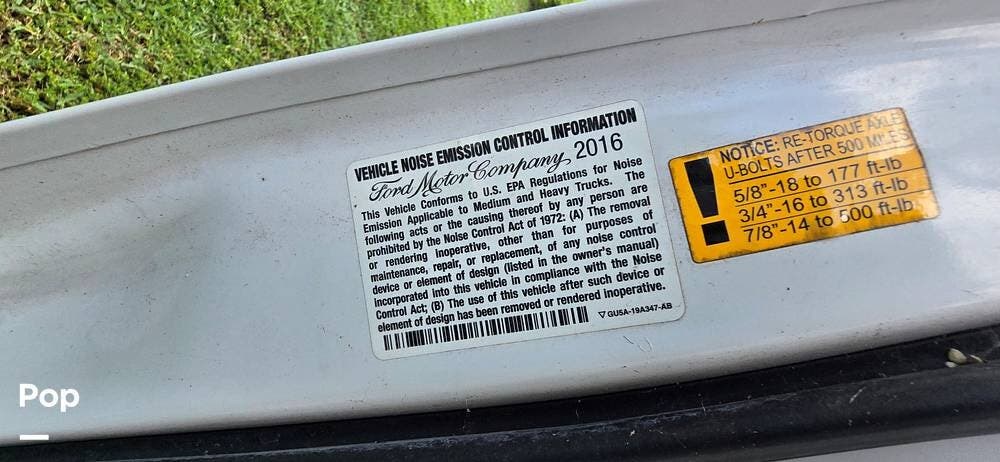 VEHICLE NOISE EMISSION CONTROL INFORMATION
Ford Motor Company 2016
This Vehicle Conforms to U.S. EPA Regulations for Noise
Emission Applicable to Medium and Heavy Trucks. The
following acts or the causing thereof by any person are
prohibited by the Noise Control Act of 1972: (A) The removal
or rendering inoperative, other than for purposes of
maintenance, repair, or replacement, of any noise control
device or element of design (listed in the owner's manual)
incorporated into this vehicle in compliance with the Noise
Control Act; (B) The use of this vehicle after such device or
element of design has been removed or rendered inoperative.
GU5A-19A347-AB
!
NOTICE: RE-TORQUE AXLE
U-BOLTS AFTER 500 MILES
5/8"-18 to 177 ft-lb
3/4"-16 to 313 ft-lb
7/8"-14 to 500 ft-lb
Pop